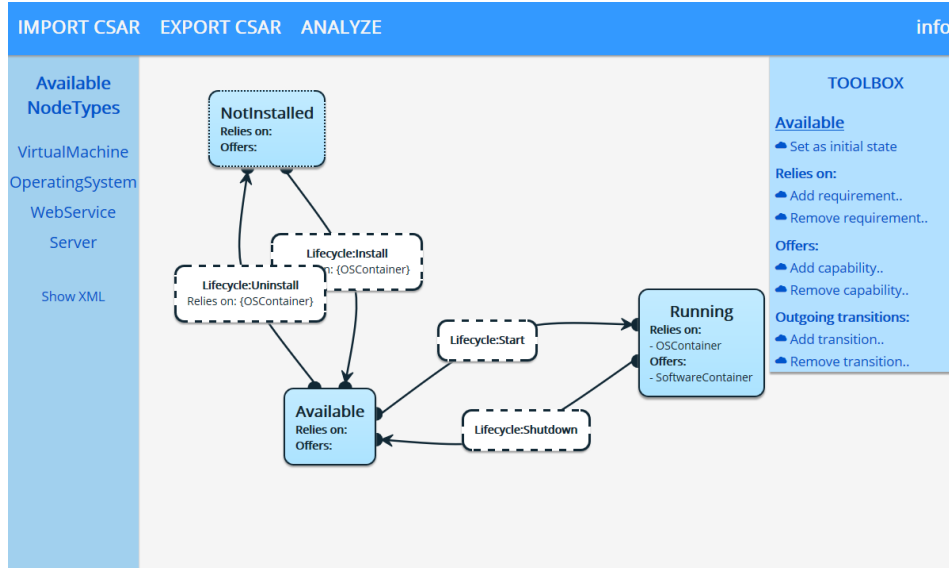 IMPORT CSAR EXPORT CSAR ANALYZE info
Available
NodeTypes
VirtualMachine
OperatingSystem
WebService
Server
Show XML
NotInstalled
Relies on:
Offers:
Lifecycle:Install
n: {OSContainer}
Lifecycle:Uninstall
Relies on: {OSContainer}
Available
Relies on:
Offers:
Lifecycle:Start
Lifecycle:Shutdown
Running
Relies on:
- OSContainer
Offers:
- SoftwareContainer
TOOLBOX
Available
Set as initial state
Relies on:
Add requirement..
Remove requirement..
Offers:
Add capability..
Remove capability..
Outgoing transitions:
Add transition..
Remove transition..